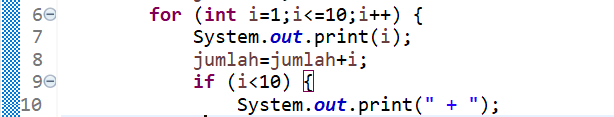 6 for (int i=1;i<=10;i++) {
7 System.out.print(i);
8 jumlah=jumlah+i;
9 if (i<10) {
10 System.out.print(" + ");